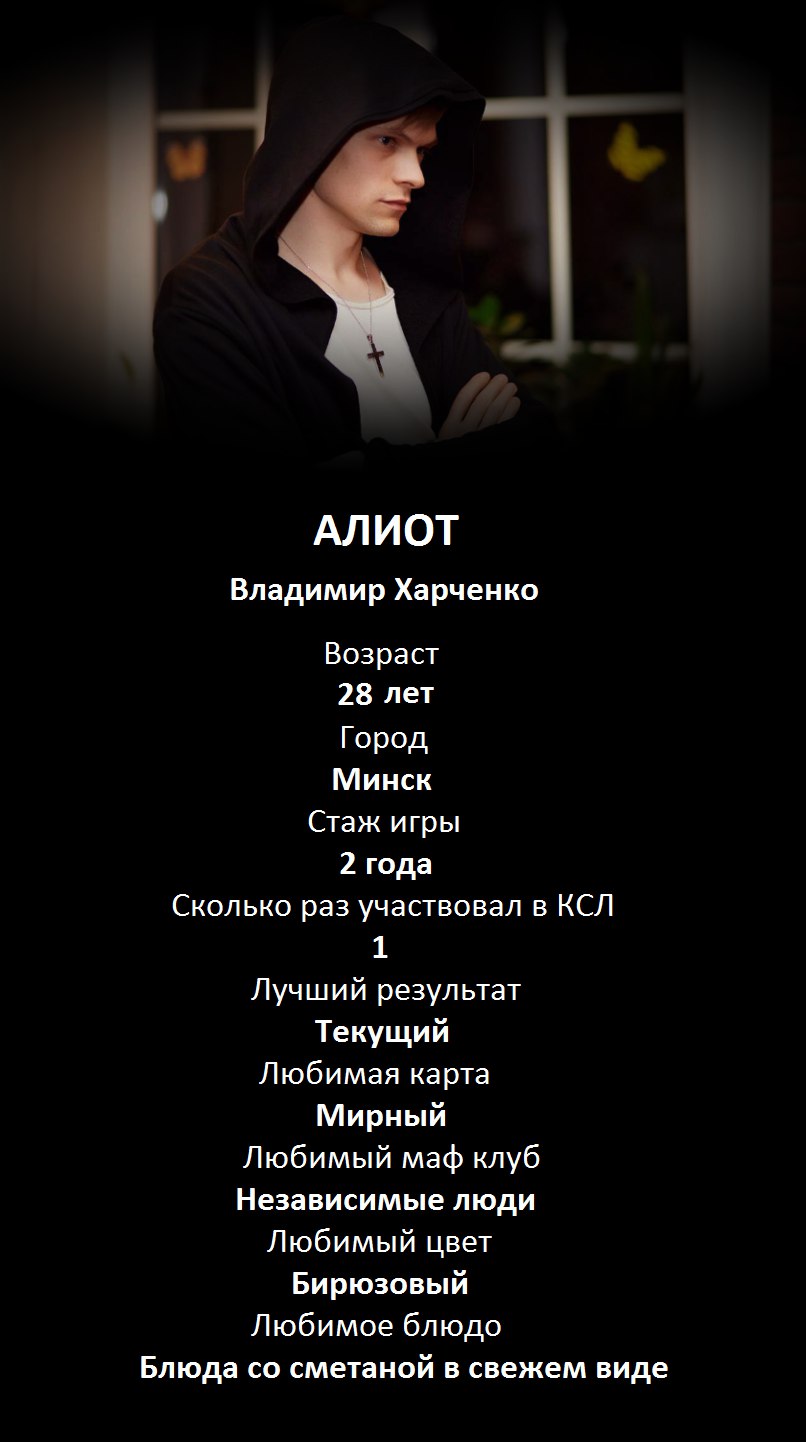 АЛИОТ
Владимир Харченко
Возраст
28 лет
Город
Минск
Стаж игры
2 года
Сколько раз участвовал в КСЛ
1
Лучший результат
Текущий
Любимая карта
Мирный
Любимый маф клуб
Независимые люди
Любимый цвет
Бирюзовый
Любимое блюдо
Блюда со сметаной в свежем виде